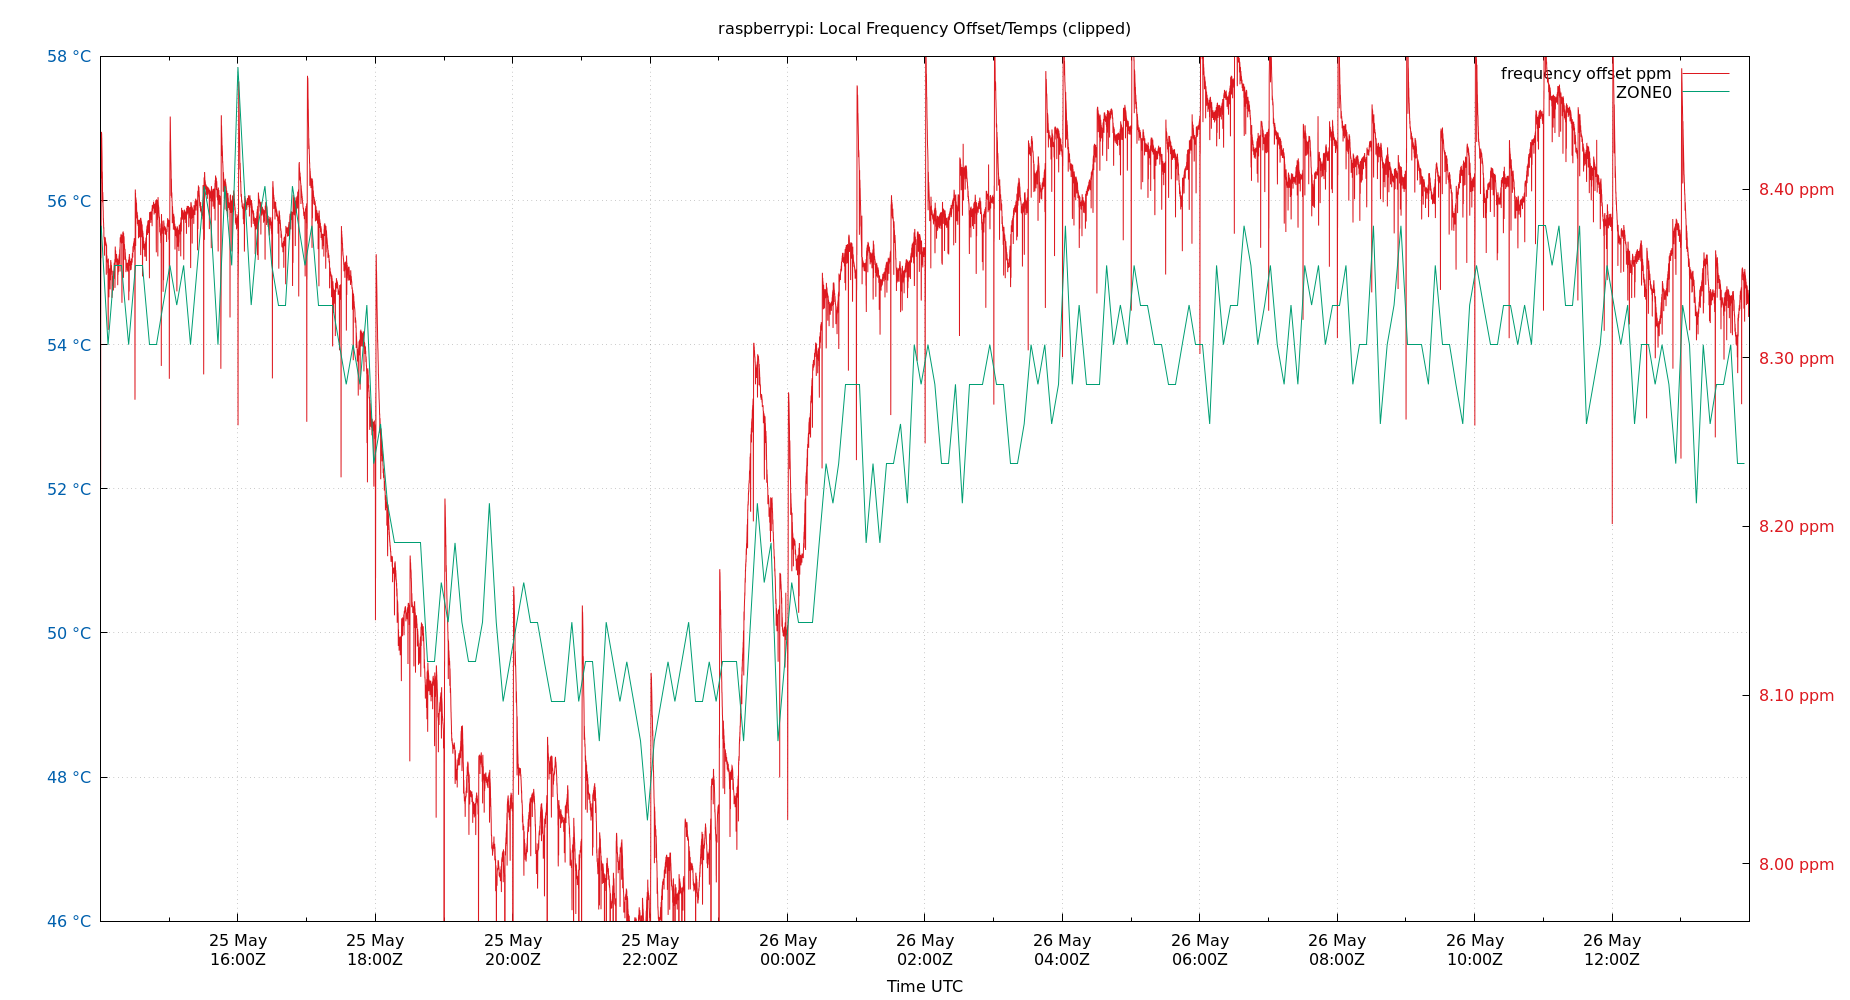 raspberrypi: Local Frequency Offset/Temps (clipped)
frequency offset ppm
ZONE0
58 °C
56 °C
54 °C
52 °C
50 °C
48 °C
46 °C
8.40 ppm
8.30 ppm
8.20 ppm
8.10 ppm
8.00 ppm
25 May 25 May 25 May 25 May 26 May 26 May 26 May 26 May 26 May 26 May 26 May
16:00Z 18:00Z 20:00Z 22:00Z 00:00Z 02:00Z 04:00Z 06:00Z 08:00Z 10:00Z 12:00Z
Time UTC